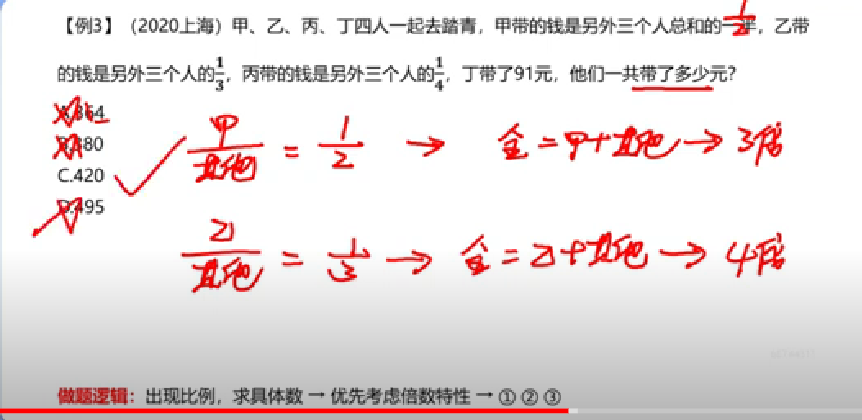 【例3】(2020上海)甲、乙、丙、丁四人一起去踏青，甲带的钱是另外三个人总和的一半，乙带
1/2
的钱是另外三个人的1/3，丙带的钱是另外三个人的1/4，丁带了91元，他们一共带了多少元?
A.364
B.380
C.420
D.495
甲/其他 = 1/2 → 全=甲+其他→3倍
乙/其他 = 1/3 → 全=乙+其他→4倍
做题逻辑：出现比例，求具体数 → 优先考虑倍数特性 → ① ② ③